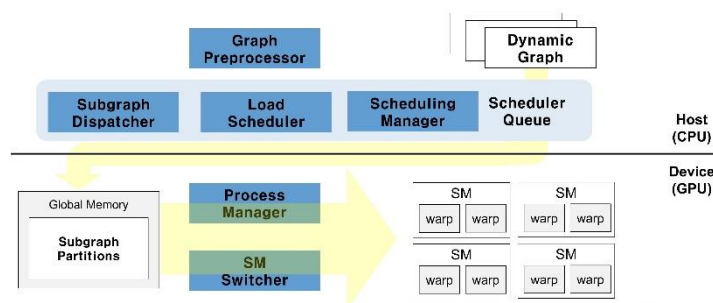 Graph
Preprocessor
Dynamic
Graph
Subgraph
Dispatcher
Load
Scheduler
Scheduling
Manager
Scheduler
Queue
Host
(CPU)
Device
(GPU)
Global Memory
Subgraph
Partitions
Process
Manager
SM
Switcher
SM
warp warp
SM
warp warp
SM
warp warp
SM
warp warp